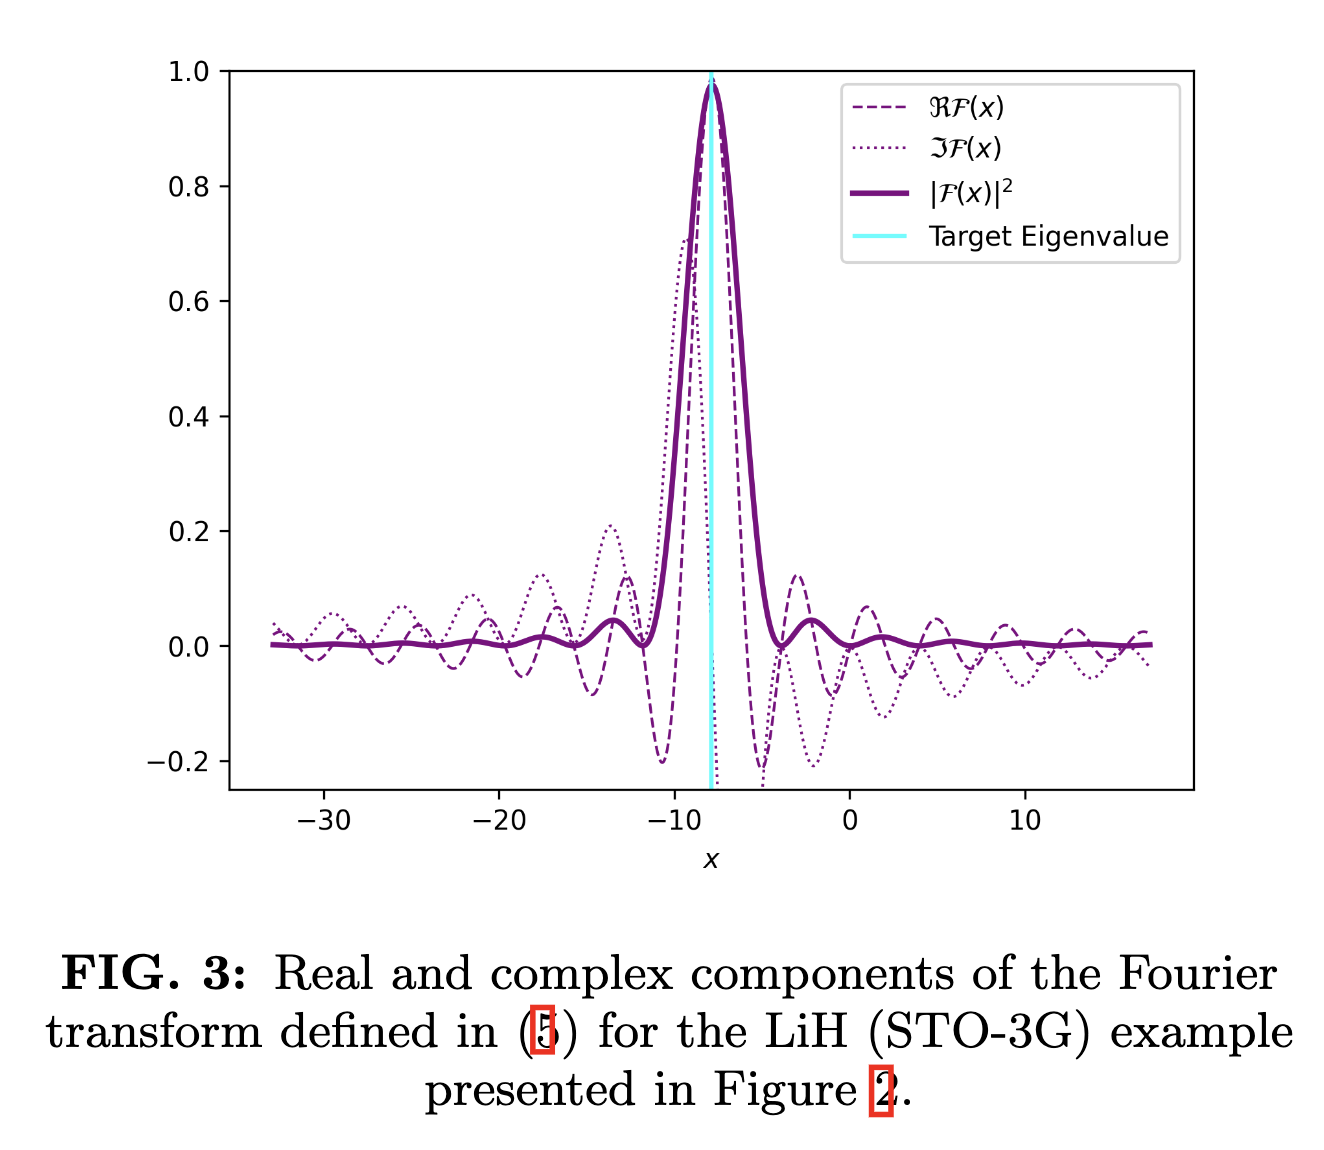 1.0
0.8
0.6
0.4
0.2
0.0
−0.2
−30 −20 −10 0 10
x
ℜℱ(x)
ℑℱ(x)
|ℱ(x)|²
Target Eigenvalue
FIG. 3: Real and complex components of the Fourier
transform defined in (5) for the LiH (STO-3G) example
presented in Figure 2.